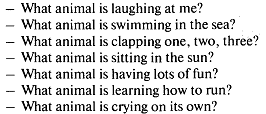 – What animal is laughing at me?
– What animal is swimming in the sea?
– What animal is clapping one, two, three?
– What animal is sitting in the sun?
– What animal is having lots of fun?
– What animal is learning how to run?
– What animal is crying on its own?